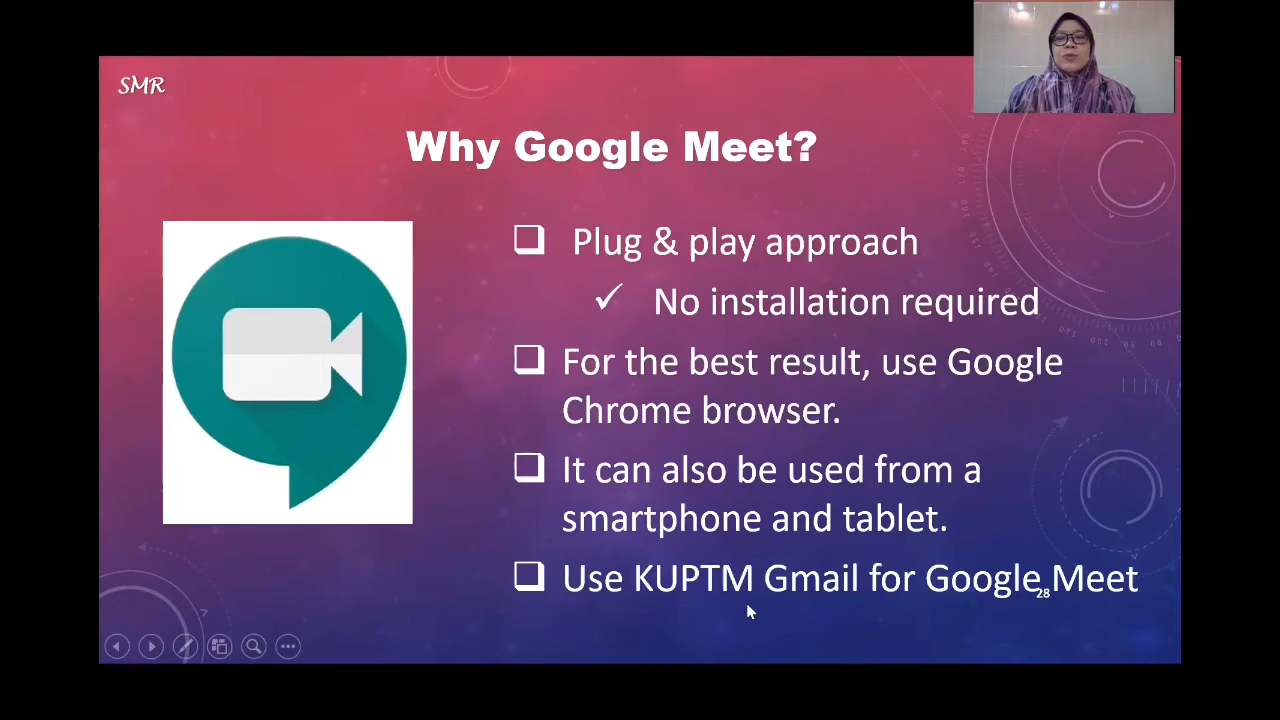 SMR
Why Google Meet?
Plug & play approach
No installation required
For the best result, use Google
Chrome browser.
It can also be used from a
smartphone and tablet.
Use KUPTM Gmail for Google Meet
28